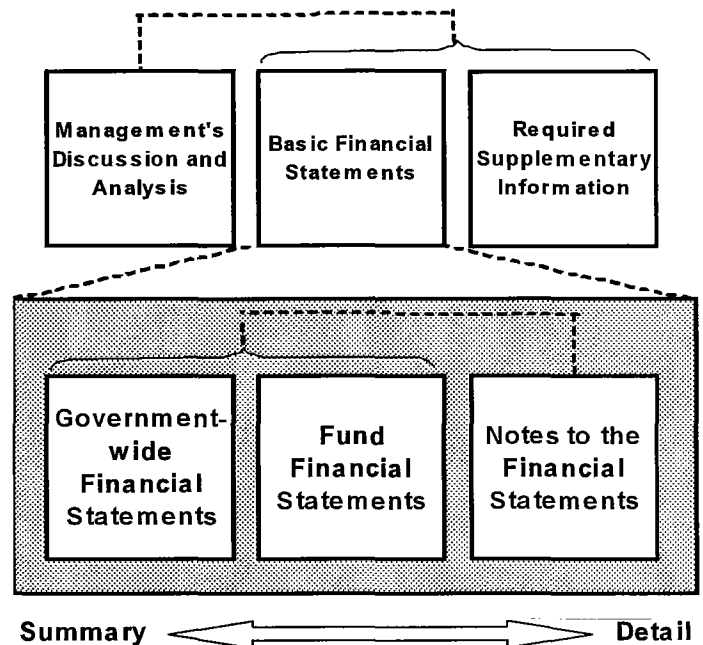 Management's
Discussion and
Analysis
Basic Financial
Statements
Required
Supplementary
Information
Government-
wide
Financial
Statements
Fund
Financial
Statements
Notes to the
Financial
Statements
Summary
Detail